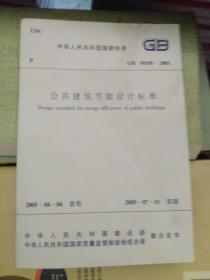 UDC
中华人民共和国国家标准
GB
P
GB 50189-2005
公共建筑节能设计标准
Design standard for energy efficiency of public buildings
2005-04-04 发布
2005-07-01 实施
中华人民共和国建设部
中华人民共和国国家质量监督检验检疫总局
联合发布